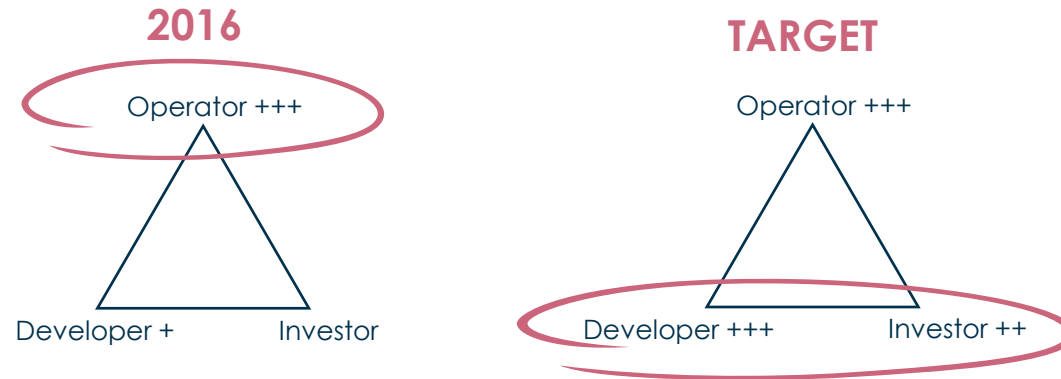 2016
Operator +++
Developer +
Investor
TARGET
Operator +++
Developer +++
Investor ++